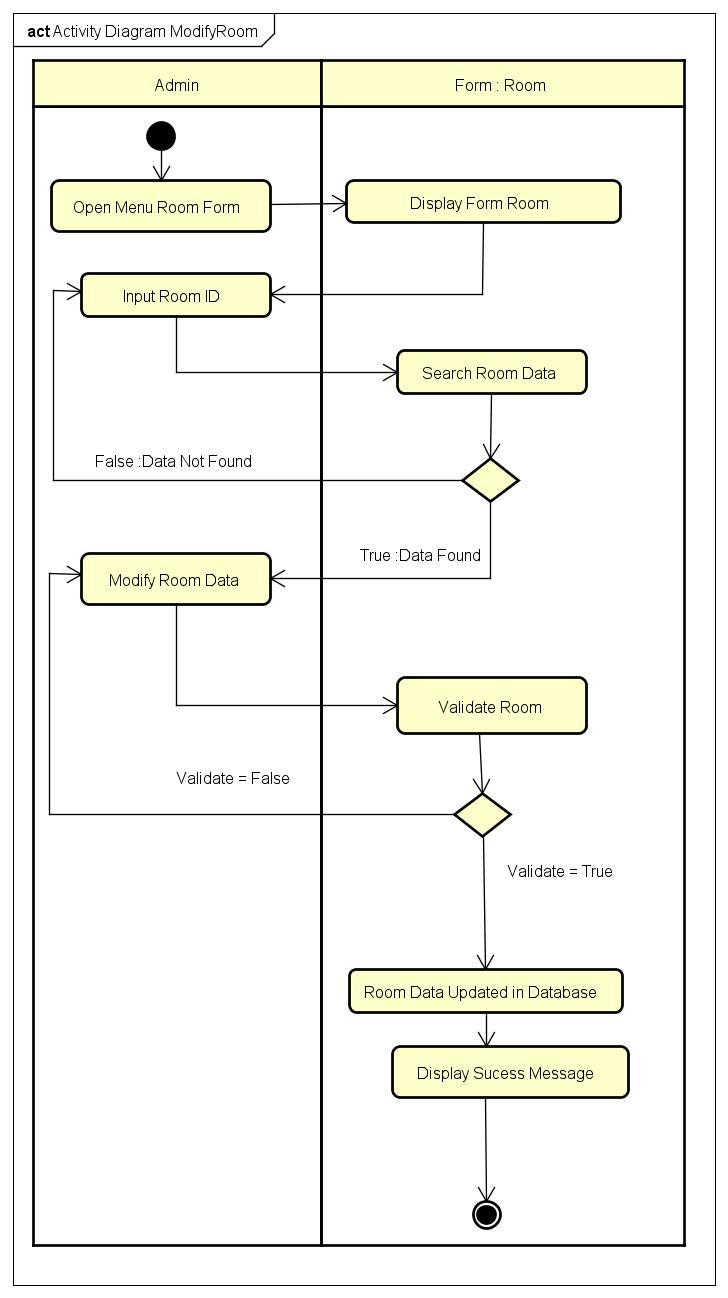 act Activity Diagram ModifyRoom
Admin
Form : Room
Open Menu Room Form
Display Form Room
Input Room ID
Search Room Data
False :Data Not Found
True :Data Found
Modify Room Data
Validate Room
Validate = False
Validate = True
Room Data Updated in Database
Display Sucess Message